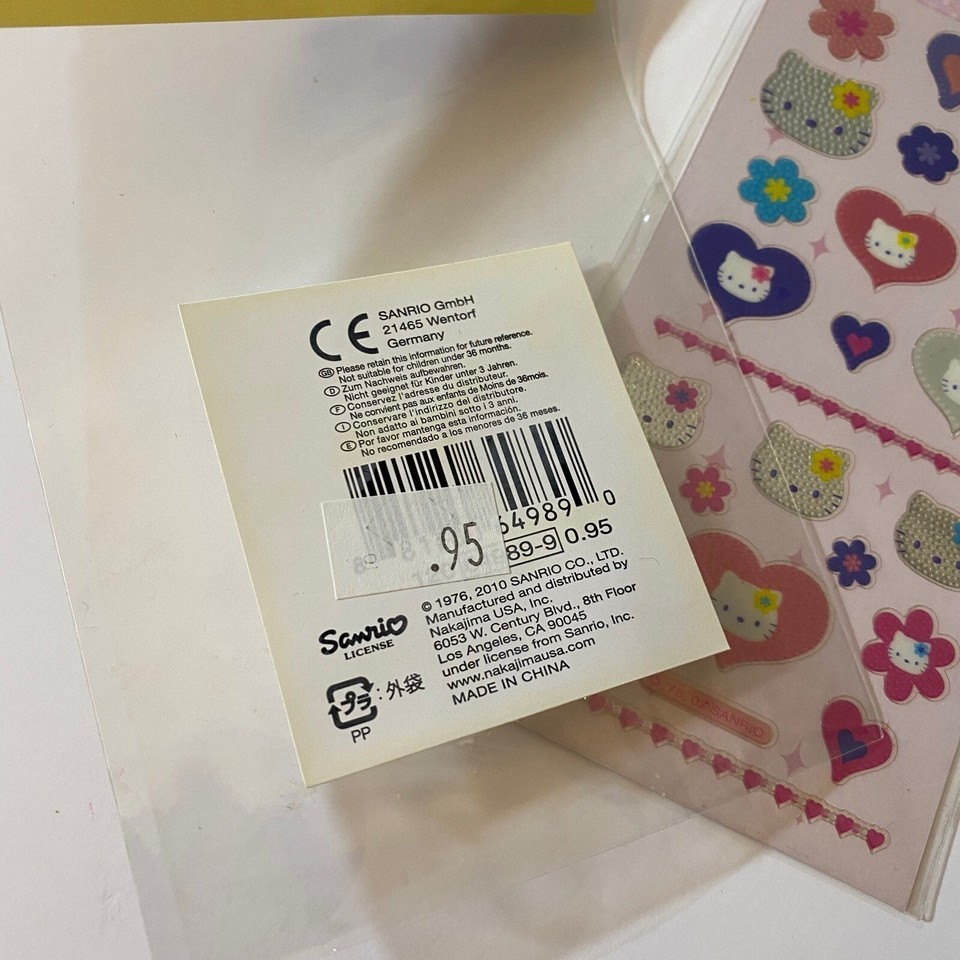 CE SANRIO GmbH
21465 Wentorf
Germany
GB Please retain this information for future reference.
Not suitable for children under 36 months.
D Zum Nachweis aufbewahren.
Nicht geeignet für Kinder unter 3 Jahren.
F Conservez l'adresse du distributeur.
Ne convient pas aux enfants de Moins de 36mois.
I Conservare l'indirizzo del distributore.
Non adatto ai bambini sotto i 3 anni.
E Por favor mantenga esta información.
No recomendado a los menores de 36 meses.
64989 0
.95
89-9 0.95
© 1976, 2010 SANRIO CO., LTD.
Manufactured and distributed by
Nakajima USA, Inc.
6053 W. Century Blvd., 8th Floor
Los Angeles, CA 90045
under license from Sanrio, Inc.
www.nakajimausa.com
MADE IN CHINA
Sanrio
LICENSE
プラ:外袋
PP
SANRIO